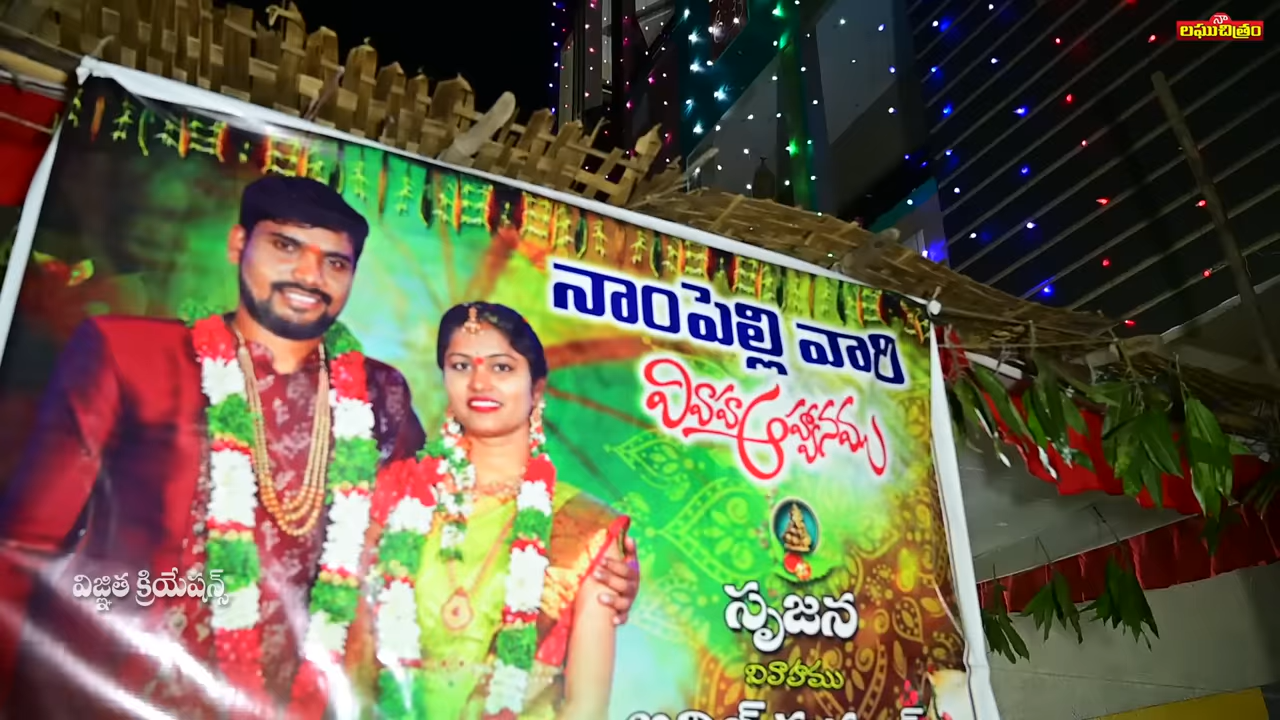 నా
లఘుచిత్రం
నాంపెల్లి వారి
వివాహ ఆహ్వానము
సృజన
వివాహము
విజ్ఞిత క్రియేషన్స్